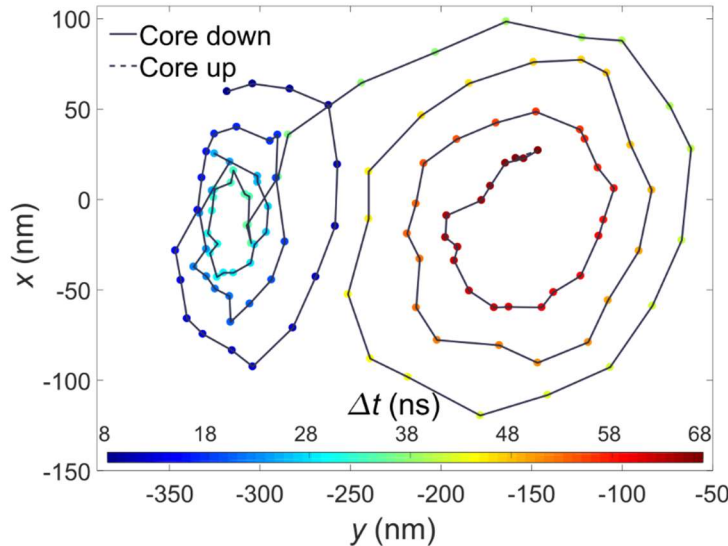 100
Core down
Core up
50
0
x (nm)
-50
-100
Δt (ns)
8 18 28 38 48 58 68
-150
-350 -300 -250 -200 -150 -100 -50
y (nm)